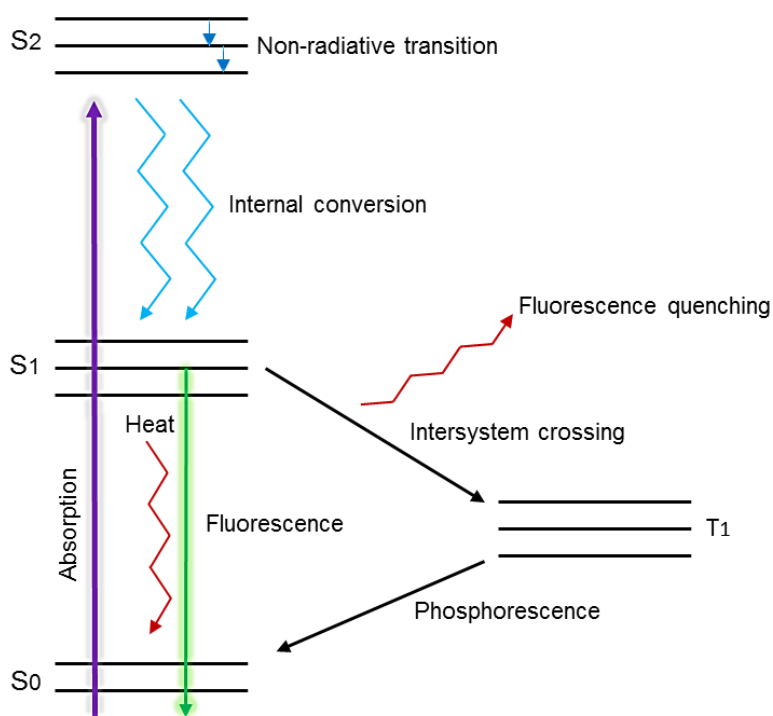 S2
Non-radiative transition
Internal conversion
Fluorescence quenching
S1
Heat
Intersystem crossing
Absorption
Fluorescence
T1
Phosphorescence
S0